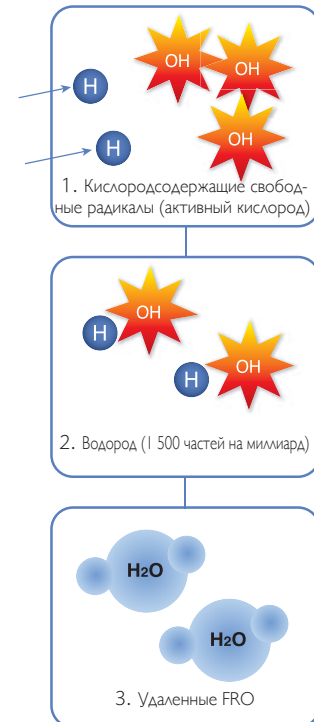 OH
H
OH
H
OH
1. Кислородсодержащие свобод-
ные радикалы (активный кислород)
OH
H
OH
H
2. Водород (1 500 частей на миллиард)
H2O
H2O
3. Удаленные FRO